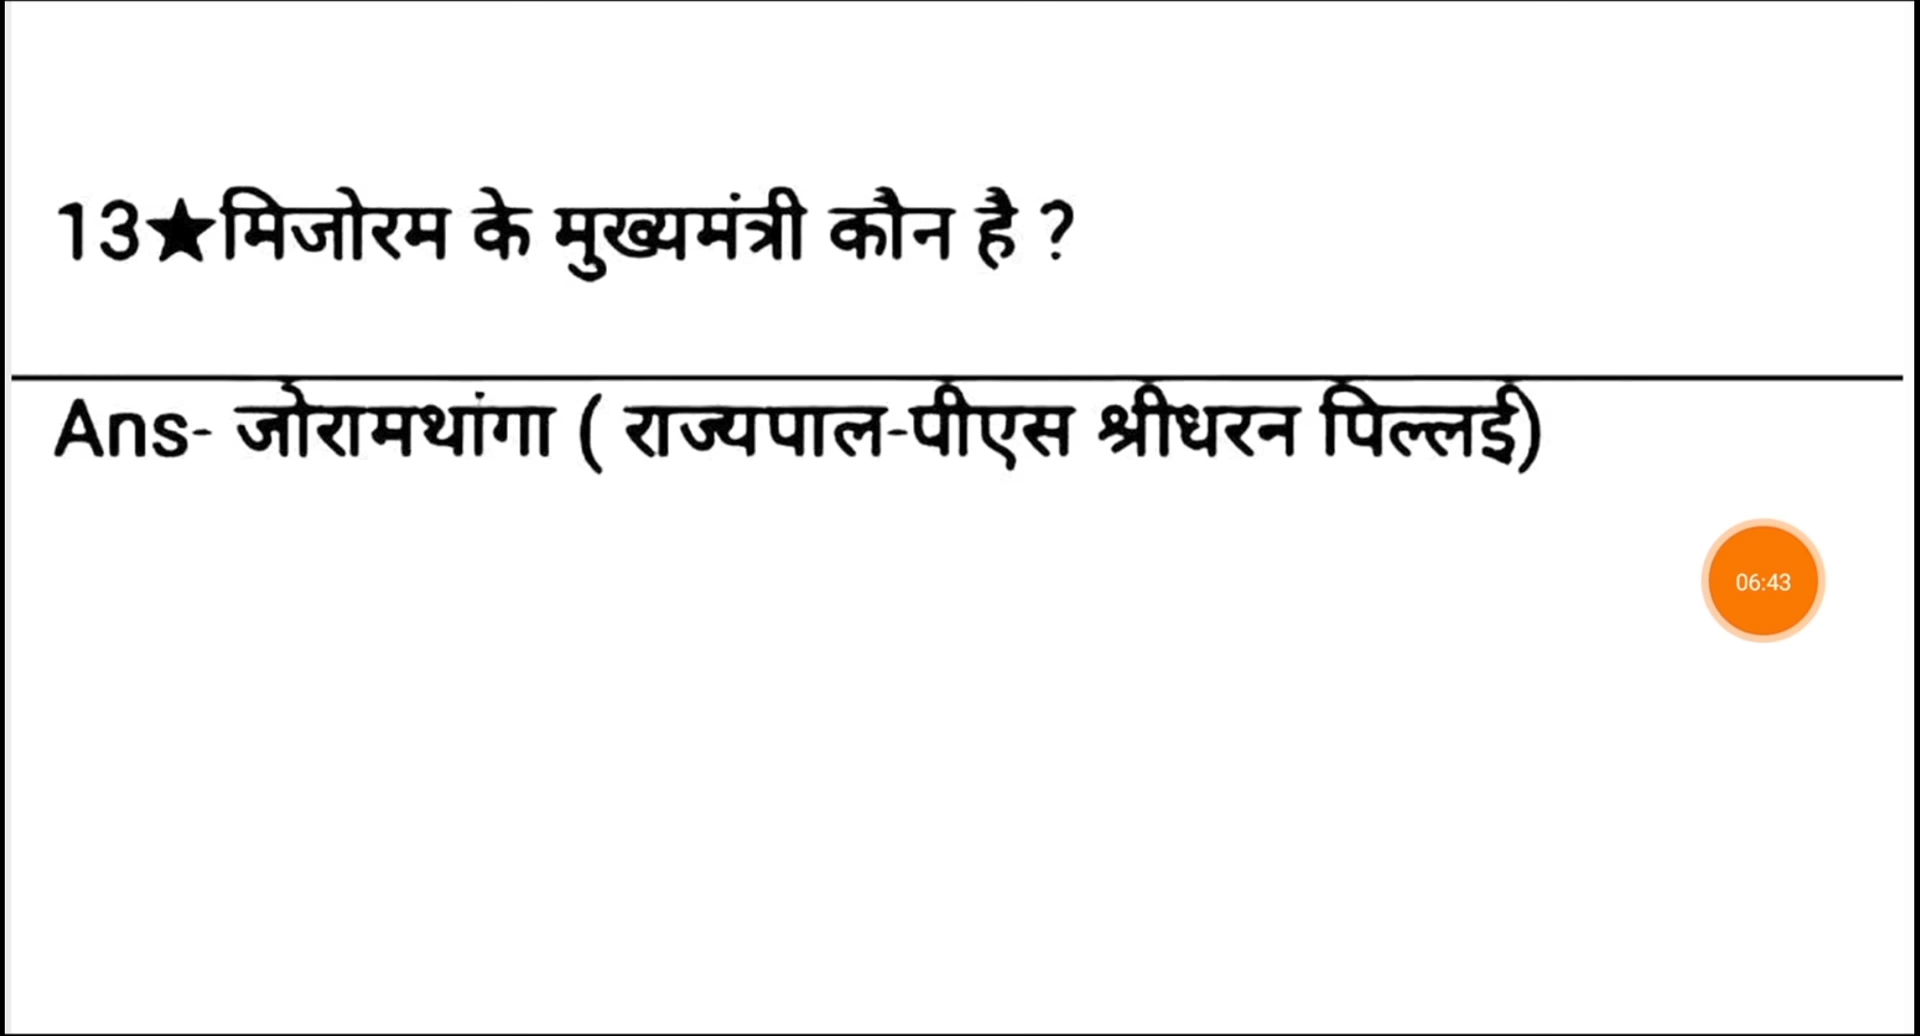 13★मिजोरम के मुख्यमंत्री कौन है ?
Ans- जोरामथांगा ( राज्यपाल-पीएस श्रीधरन पिल्लई)
06:43